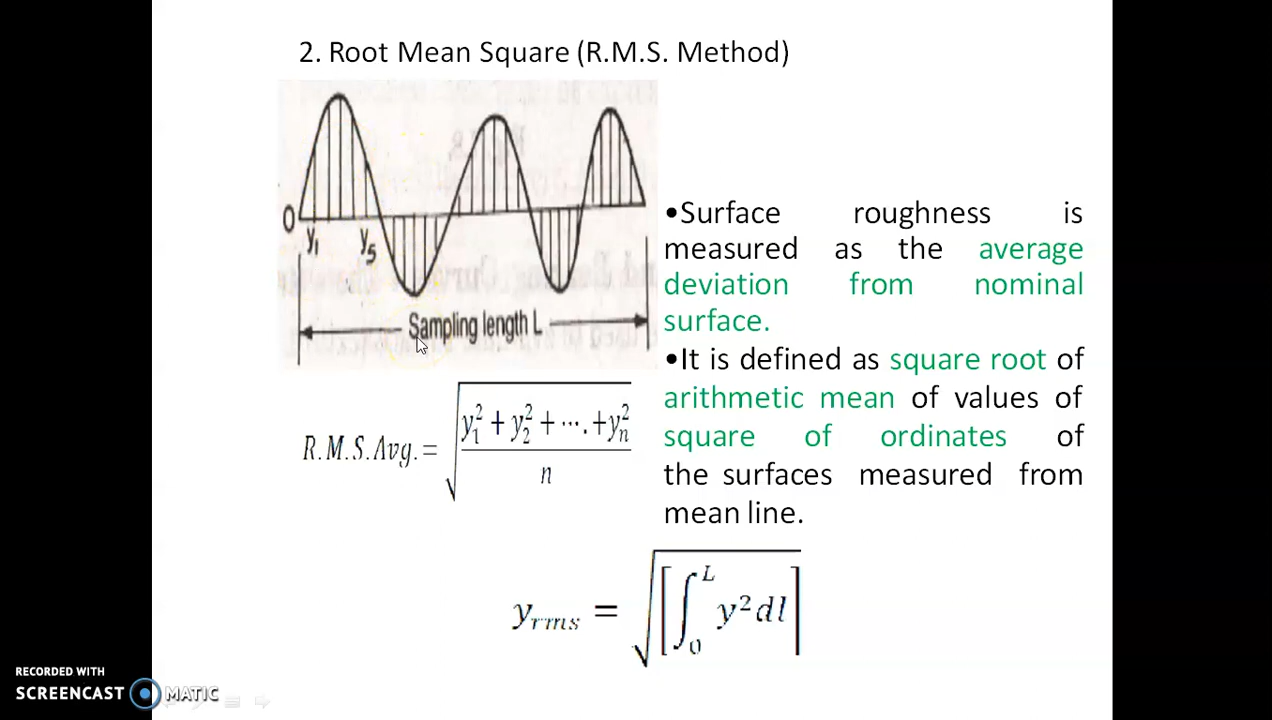 2. Root Mean Square (R.M.S. Method)
O
y₁
y₅
Sampling length L
•Surface roughness is
measured as the average
deviation from nominal
surface.
•It is defined as square root of
arithmetic mean of values of
square of ordinates of
the surfaces measured from
mean line.
R.M.S.Avg.= √((y₁² + y₂² + ···.+yₙ²)/n)
yᵣₘₛ = √[∫₀ᴸ y² dl]
RECORDED WITH
SCREENCAST MATIC